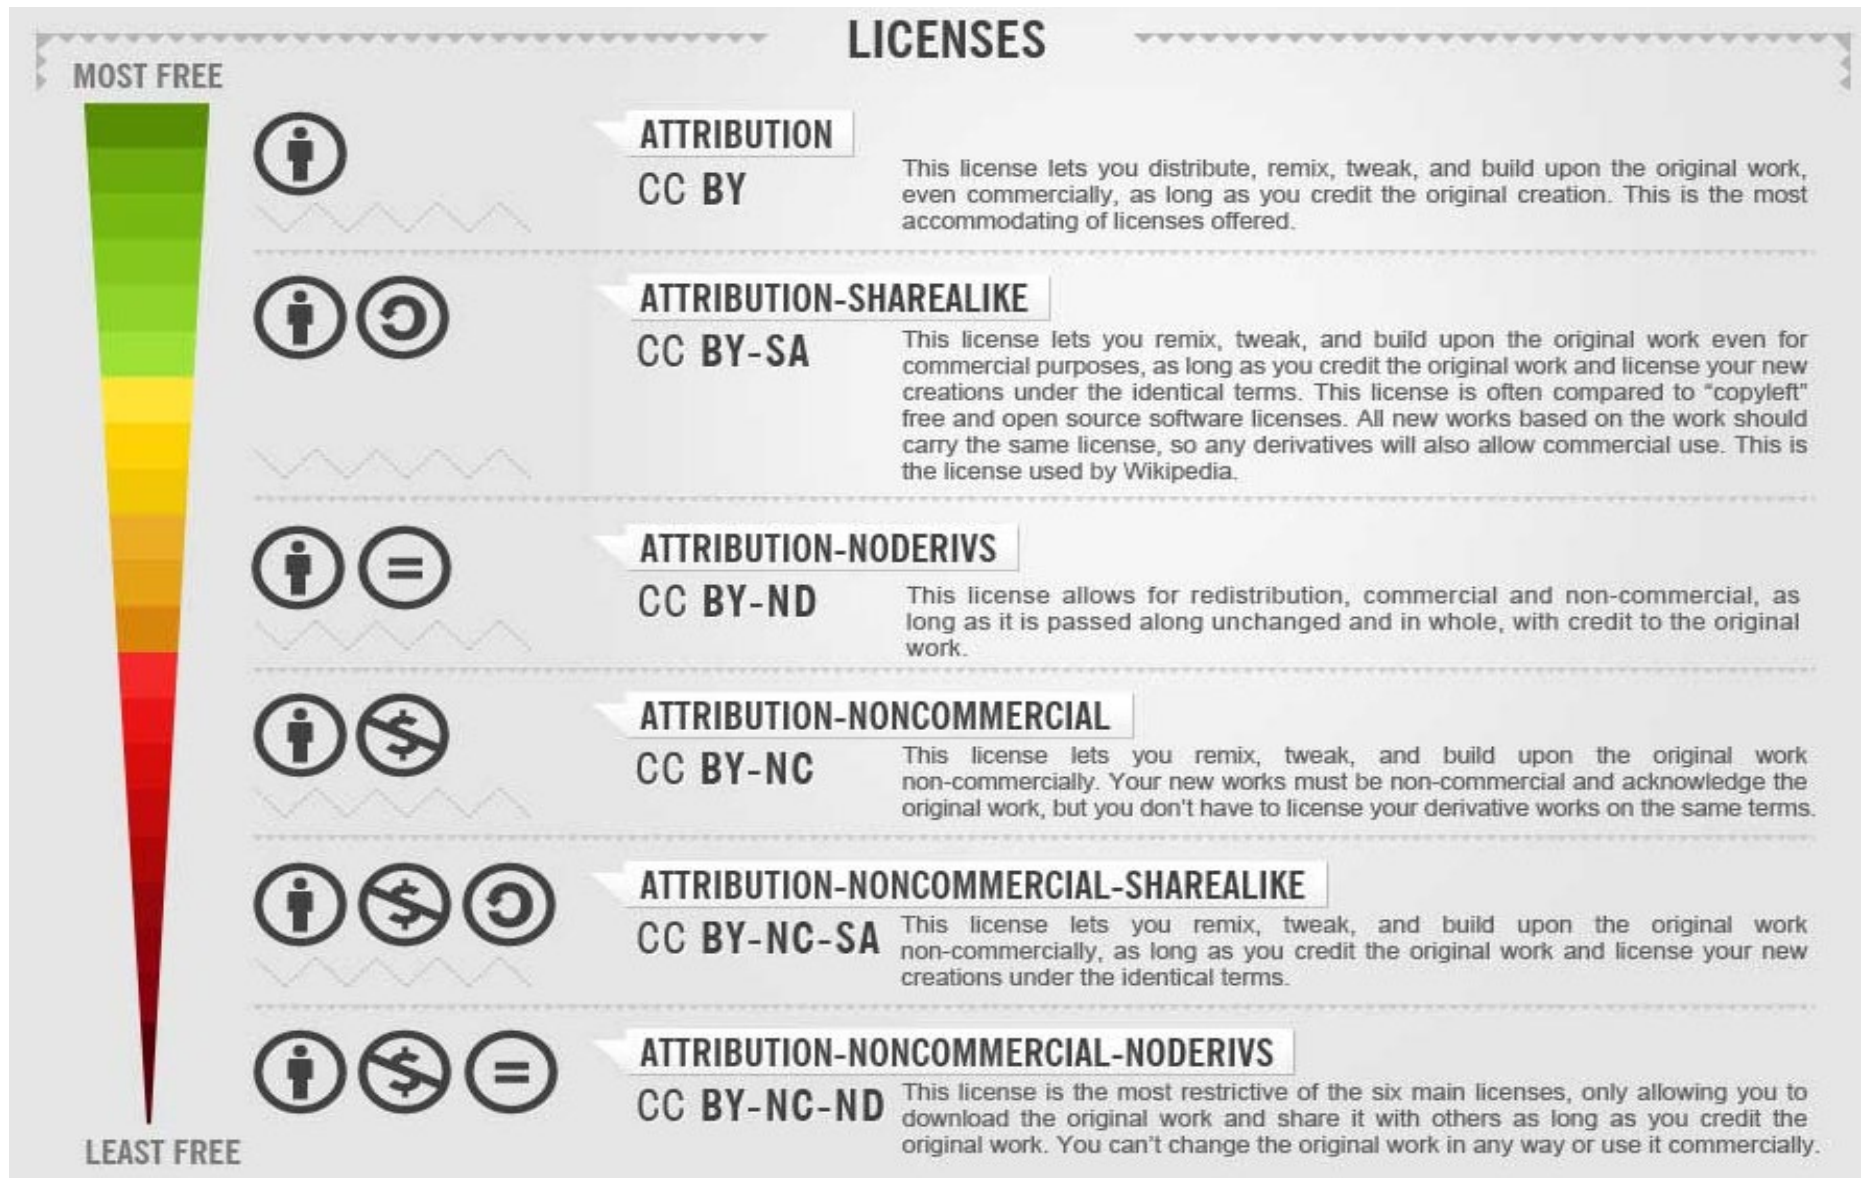 LICENSES
MOST FREE
ATTRIBUTION
CC BY
This license lets you distribute, remix, tweak, and build upon the original work,
even commercially, as long as you credit the original creation. This is the most
accommodating of licenses offered.
ATTRIBUTION-SHAREALIKE
CC BY-SA
This license lets you remix, tweak, and build upon the original work even for
commercial purposes, as long as you credit the original work and license your new
creations under the identical terms. This license is often compared to “copyleft”
free and open source software licenses. All new works based on the work should
carry the same license, so any derivatives will also allow commercial use. This is
the license used by Wikipedia.
ATTRIBUTION-NODERIVS
CC BY-ND
This license allows for redistribution, commercial and non-commercial, as
long as it is passed along unchanged and in whole, with credit to the original
work.
ATTRIBUTION-NONCOMMERCIAL
CC BY-NC
This license lets you remix, tweak, and build upon the original work
non-commercially. Your new works must be non-commercial and acknowledge the
original work, but you don't have to license your derivative works on the same terms.
ATTRIBUTION-NONCOMMERCIAL-SHAREALIKE
CC BY-NC-SA
This license lets you remix, tweak, and build upon the original work
non-commercially, as long as you credit the original work and license your new
creations under the identical terms.
ATTRIBUTION-NONCOMMERCIAL-NODERIVS
CC BY-NC-ND
This license is the most restrictive of the six main licenses, only allowing you to
download the original work and share it with others as long as you credit the
original work. You can’t change the original work in any way or use it commercially.
LEAST FREE